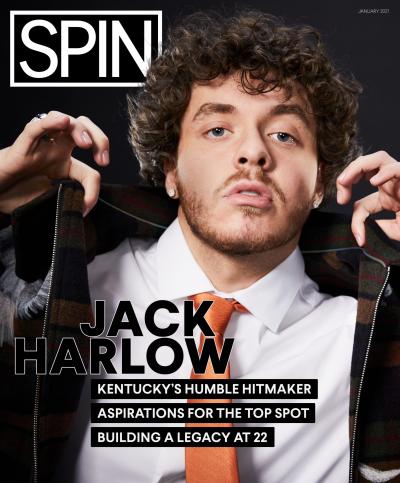 SPIN
JANUARY 2021
JACK
HARLOW
KENTUCKY'S HUMBLE HITMAKER
ASPIRATIONS FOR THE TOP SPOT
BUILDING A LEGACY AT 22